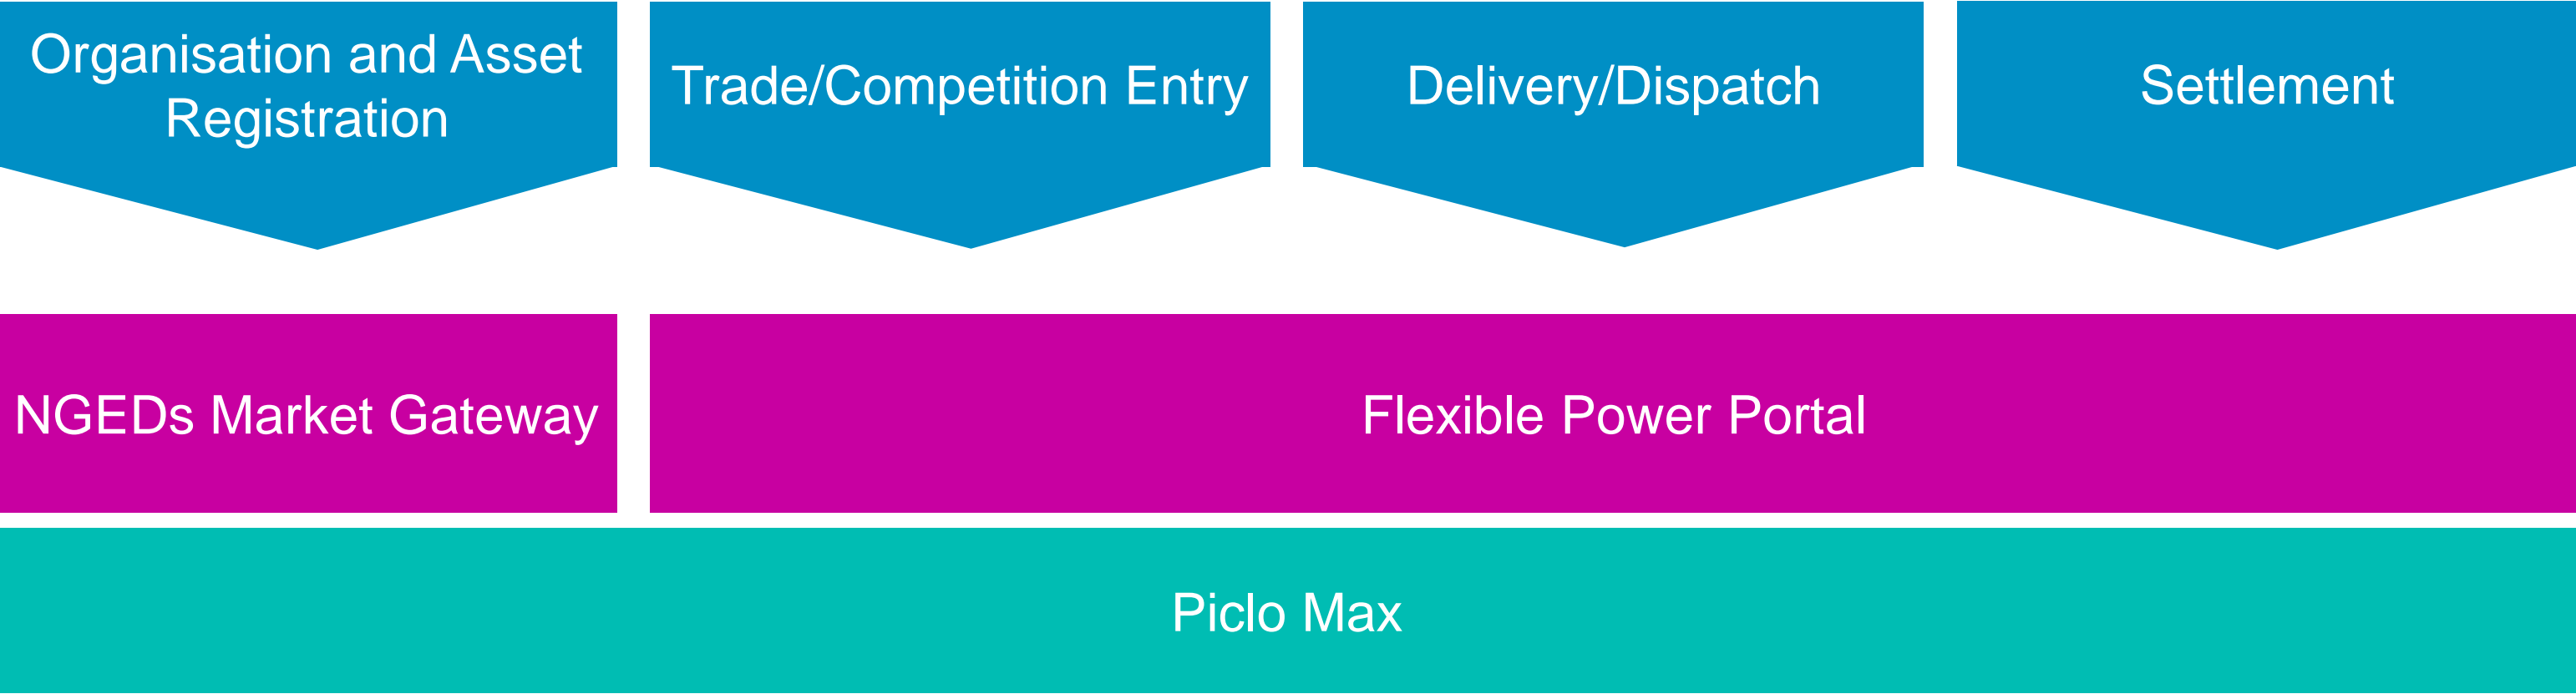 Organisation and Asset
Registration
Trade/Competition Entry
Delivery/Dispatch
Settlement
NGEDs Market Gateway
Flexible Power Portal
Piclo Max